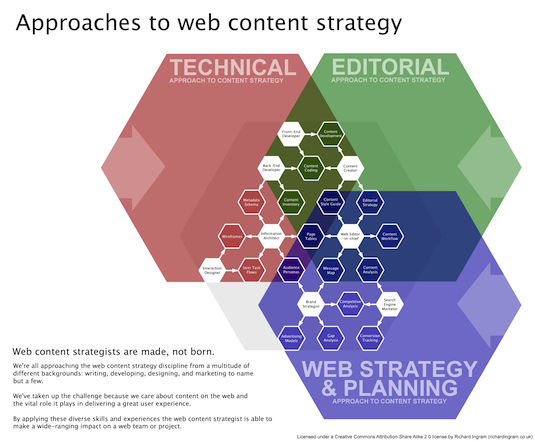 Approaches to web content strategy
TECHNICAL
APPROACH TO CONTENT STRATEGY
EDITORIAL
APPROACH TO CONTENT STRATEGY
Front-End
Developer
Content
Development
Back-End
Developer
Content
Coding
Content
Creator
Metadata
Schema
Content
Inventory
Content
Style Guide
Editorial
Strategy
Wireframes
Information
Architect
Page
Tables
Web Editor
-in-chief
Content
Workflow
Interaction
Designer
User Task
Flows
Audience
Personas
Message
Map
Content
Analysis
Brand
Strategist
Competitive
Analysis
Search
Engine
Marketer
Advertising
Models
Gap
Analysis
Conversion
Tracking
WEB STRATEGY
& PLANNING
APPROACH TO CONTENT STRATEGY
Web content strategists are made, not born.
We're all approaching the web content strategy discipline from a multitude of
different backgrounds: writing, developing, designing, and marketing to name
but a few.
We've taken up the challenge because we care about content on the web and
the vital role it plays in delivering a great user experience.
By applying these diverse skills and experiences the web content strategist is able to
make a wide-ranging impact on a web team or project.
Licensed under a Creative Commons Attribution-Share Alike 2.0 license by Richard Ingram (richardingram.co.uk)